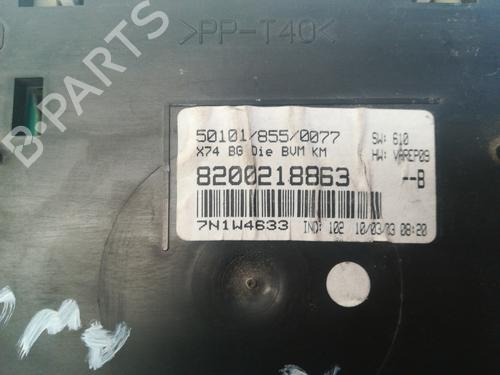 >PP-T40<
B-PARTS
50101/855/0077
SW: 610
X74 BG Die BVM KM
HW: VAREP09
8200218863
--B
7N1W4633
IND: 102 10/03/03 08:20